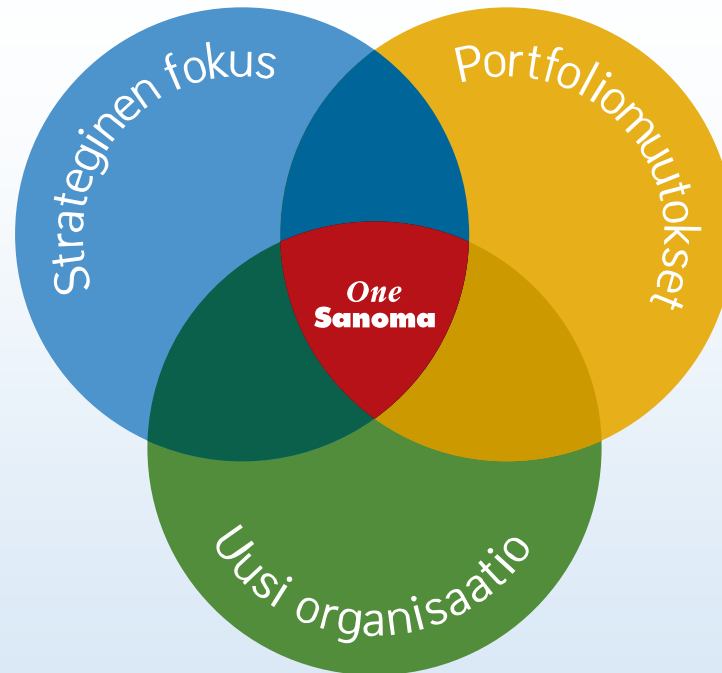 Strateginen fokus
Portfoliomuutokset
One
Sanoma
Uusi organisaatio